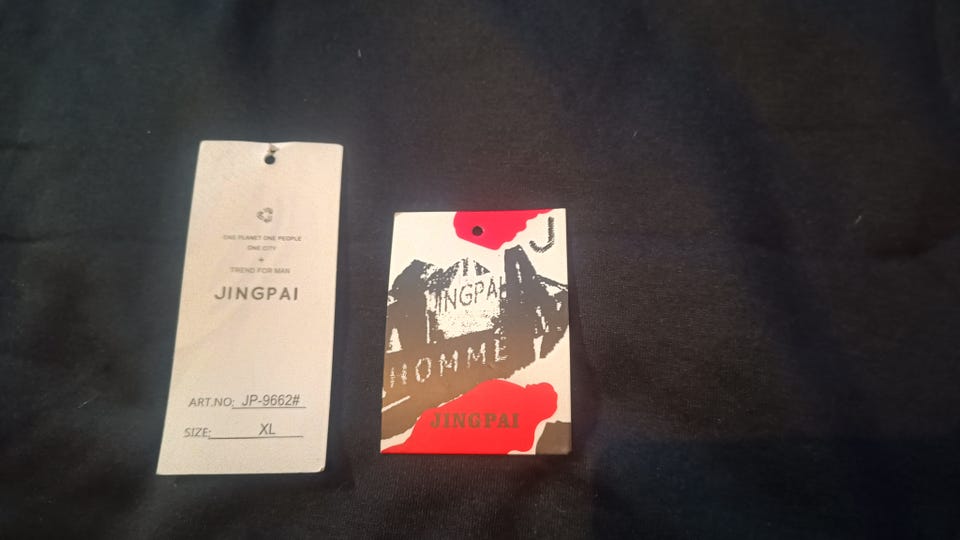 ONE PLANET ONE PEOPLE
ONE CITY
+
TREND FOR MAN
JINGPAI
ART.NO: JP-9662#
SIZE: XL
J
JINGPAI
HOMME
JINGPAI